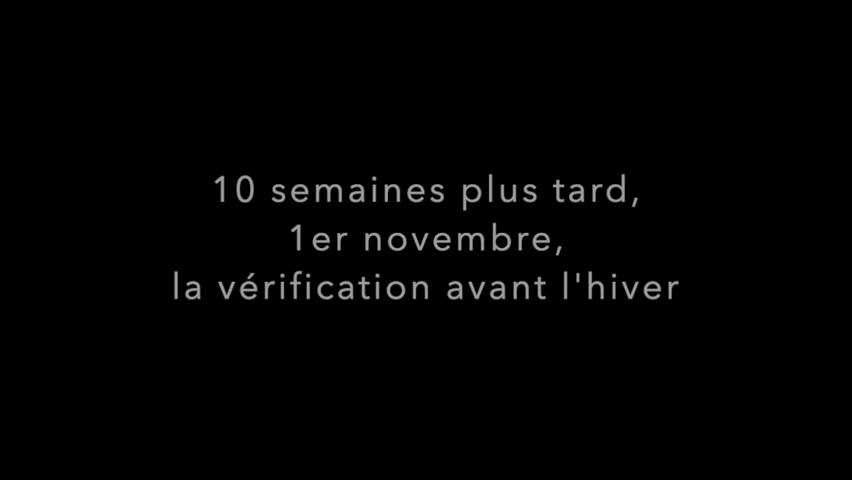 10 semaines plus tard,
1er novembre,
la vérification avant l'hiver